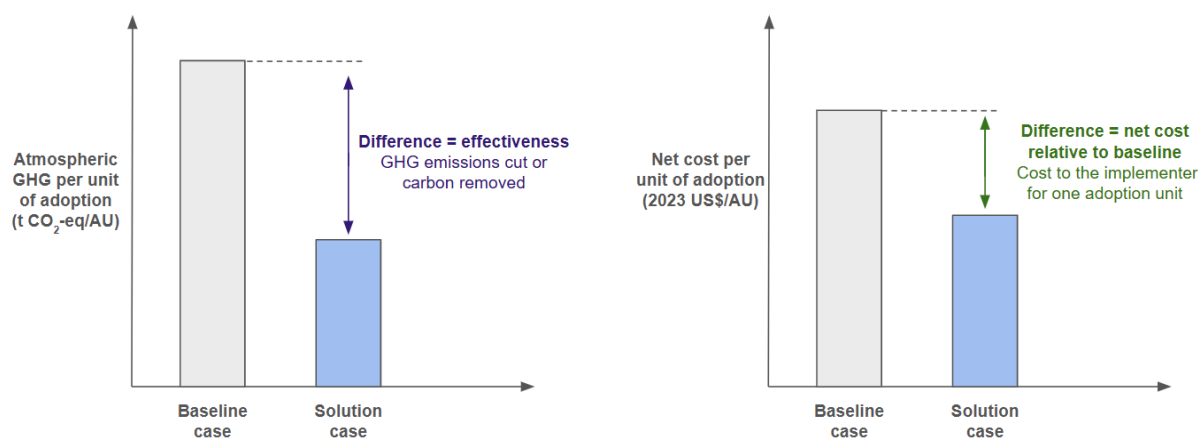 Atmospheric
GHG per unit
of adoption
(t CO₂-eq/AU)
Difference = effectiveness
GHG emissions cut or
carbon removed
Baseline
case
Solution
case
Net cost per
unit of adoption
(2023 US$/AU)
Difference = net cost
relative to baseline
Cost to the implementer
for one adoption unit
Baseline
case
Solution
case